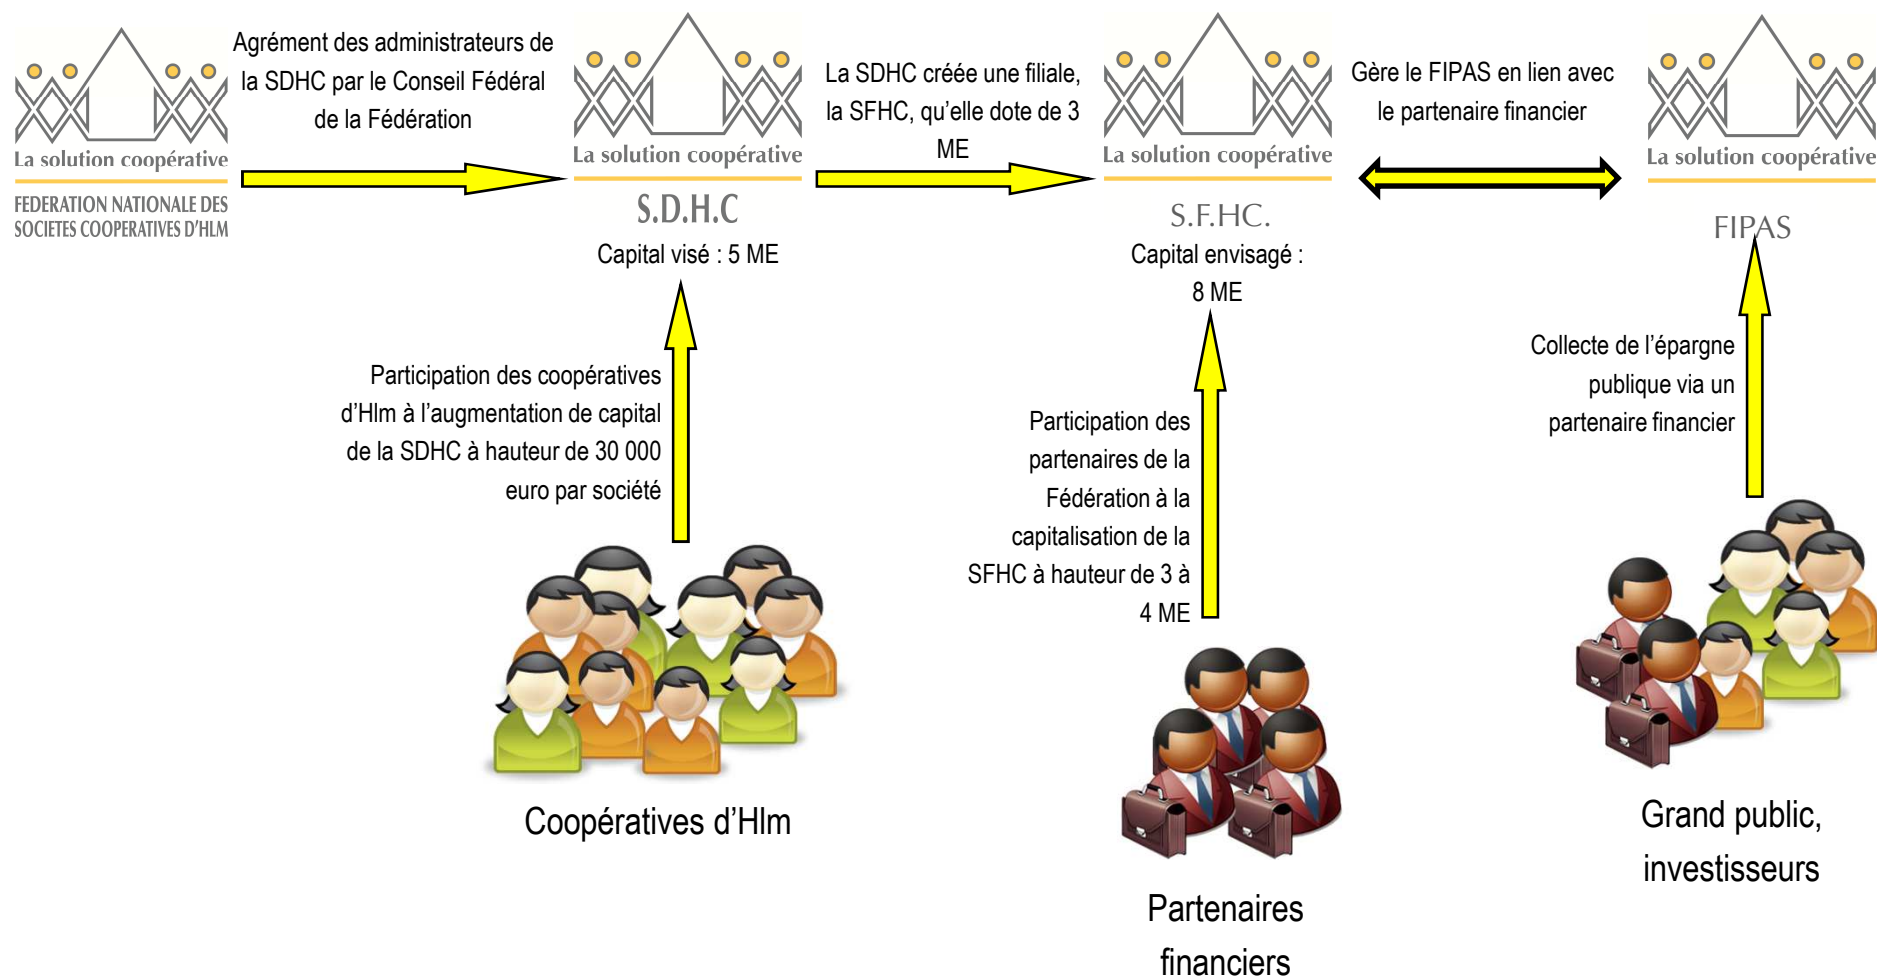 La solution coopérative
FEDERATION NATIONALE DES
SOCIETES COOPERATIVES D'HLM
Agrément des administrateurs de
la SDHC par le Conseil Fédéral
de la Fédération
La solution coopérative
S.D.H.C
Capital visé : 5 ME
La SDHC créée une filiale,
la SFHC, qu'elle dote de 3
ME
La solution coopérative
S.F.HC.
Capital envisagé :
8 ME
Gère le FIPAS en lien avec
le partenaire financier
La solution coopérative
FIPAS
Participation des coopératives
d'Hlm à l'augmentation de capital
de la SDHC à hauteur de 30 000
euro par société
Coopératives d'Hlm
Participation des
partenaires de la
Fédération à la
capitalisation de la
SFHC à hauteur de 3 à
4 ME
Partenaires
financiers
Collecte de l'épargne
publique via un
partenaire financier
Grand public,
investisseurs